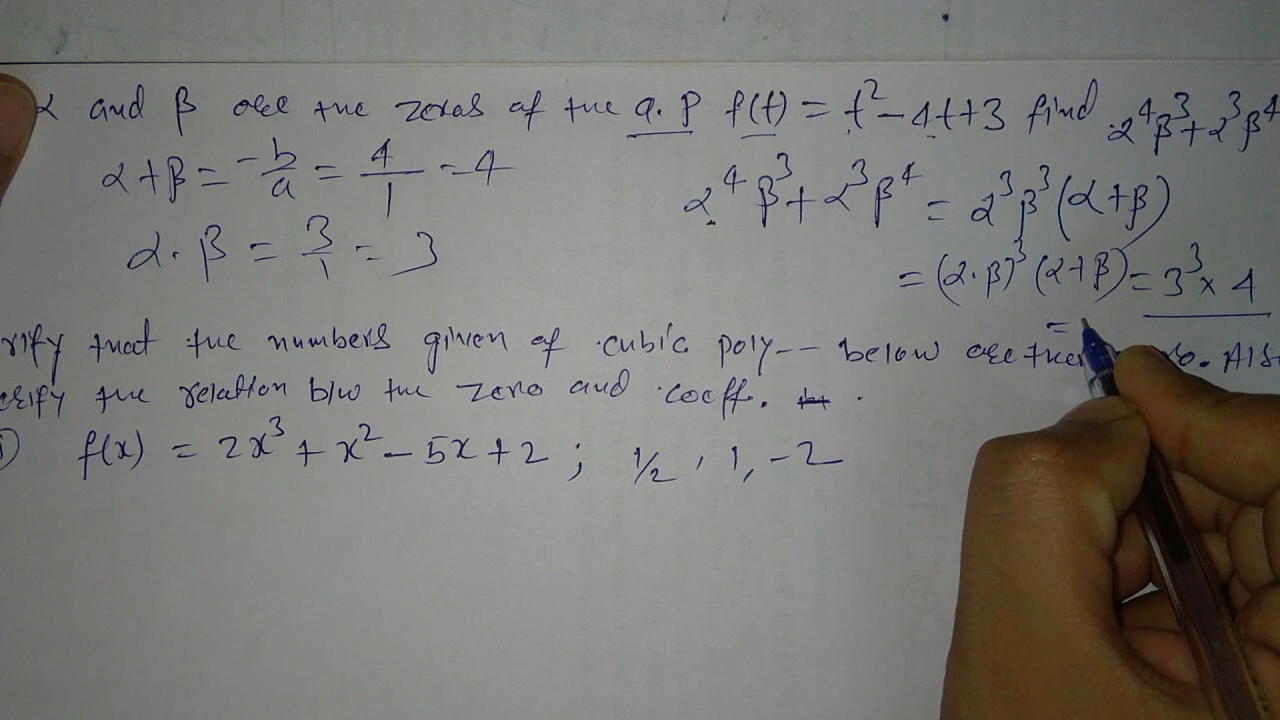 α and β are the zeros of the q.p f(t) = t² - 4t + 3 find α⁴β³ + α³β⁴
α + β = -b/a = 4/1 = 4
α⁴β³ + α³β⁴ = α³β³(α+β)
α·β = 3/1 = 3
= (α·β)³(α+β) = 3³ × 4
=
rify that the numbers given of cubic poly-- below are their . Als
erify the relation b/w the zero and coeff.
f(x) = 2x³ + x² - 5x + 2 ; 1/2 , 1, -2